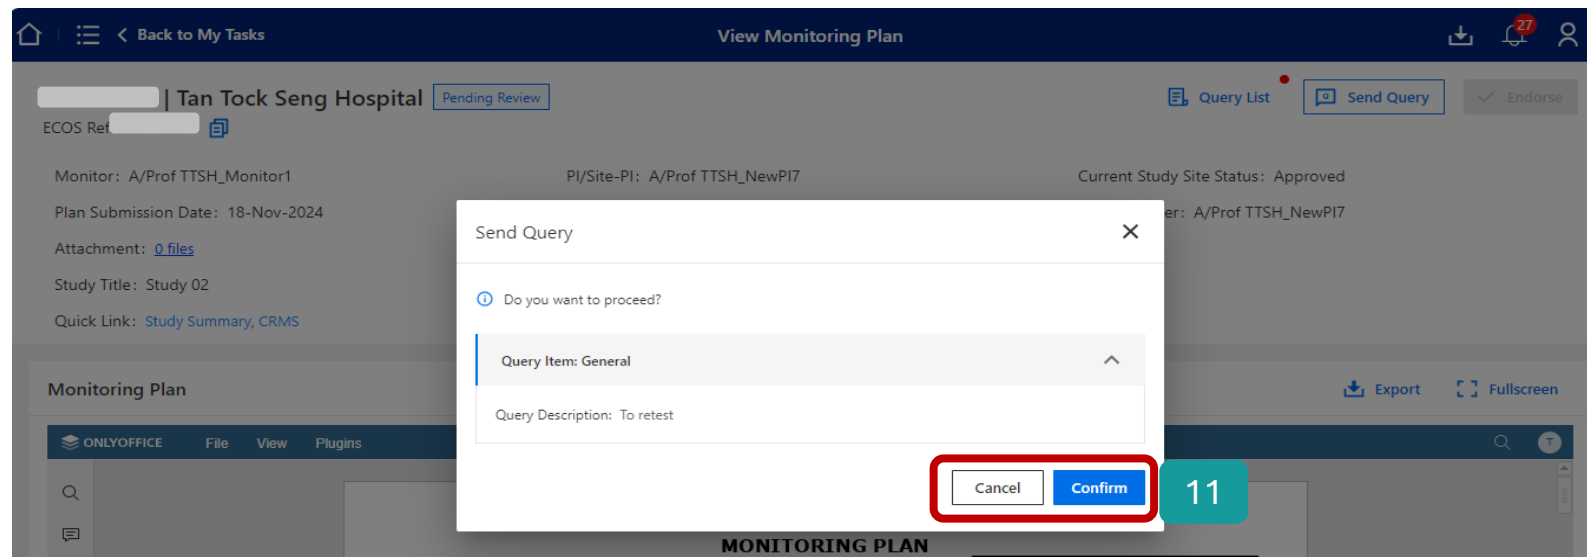 Back to My Tasks
View Monitoring Plan
27
| Tan Tock Seng Hospital
Pending Review
Query List
Send Query
Endorse
ECOS Ref
Monitor: A/Prof TTSH_Monitor1
PI/Site-PI: A/Prof TTSH_NewPI7
Current Study Site Status: Approved
Plan Submission Date: 18-Nov-2024
er: A/Prof TTSH_NewPI7
Attachment: 0 files
Study Title: Study 02
Quick Link: Study Summary, CRMS
Send Query
Do you want to proceed?
Query Item: General
Query Description: To retest
Cancel
Confirm
11
Monitoring Plan
Export
Fullscreen
ONLYOFFICE
File
View
Plugins
T
MONITORING PLAN